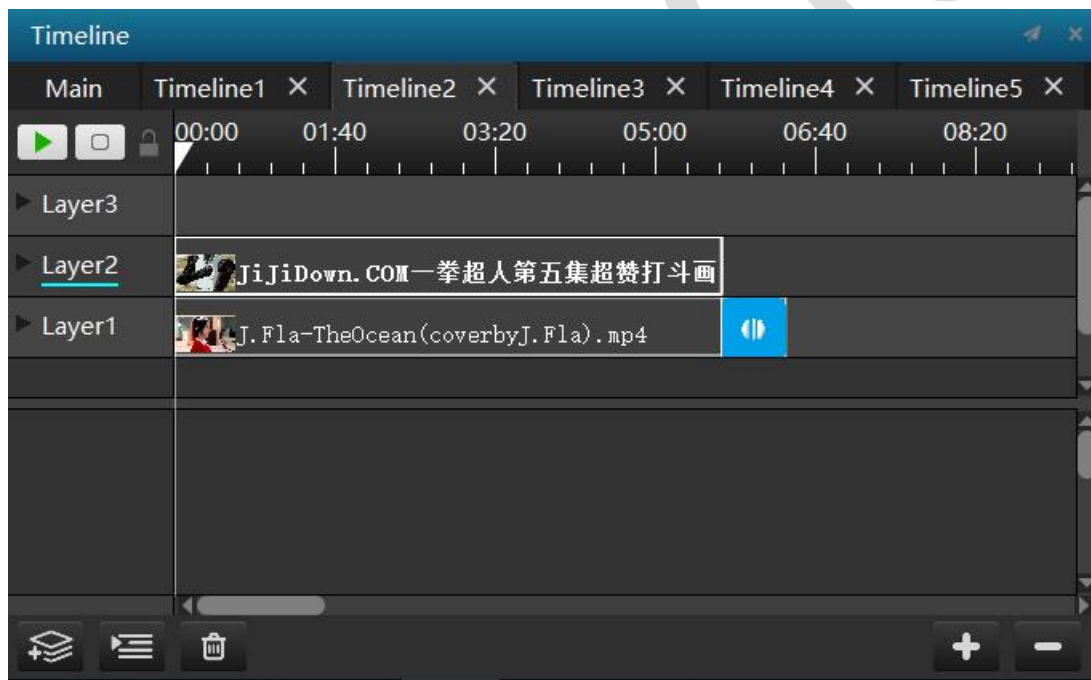 Timeline
Main Timeline1 Timeline2 Timeline3 Timeline4 Timeline5
00:00 01:40 03:20 05:00 06:40 08:20
Layer3
Layer2 JiJiDown.COM一拳超人第五集超赞打斗画
Layer1 J.Fla-TheOcean(coverbyJ.Fla).mp4